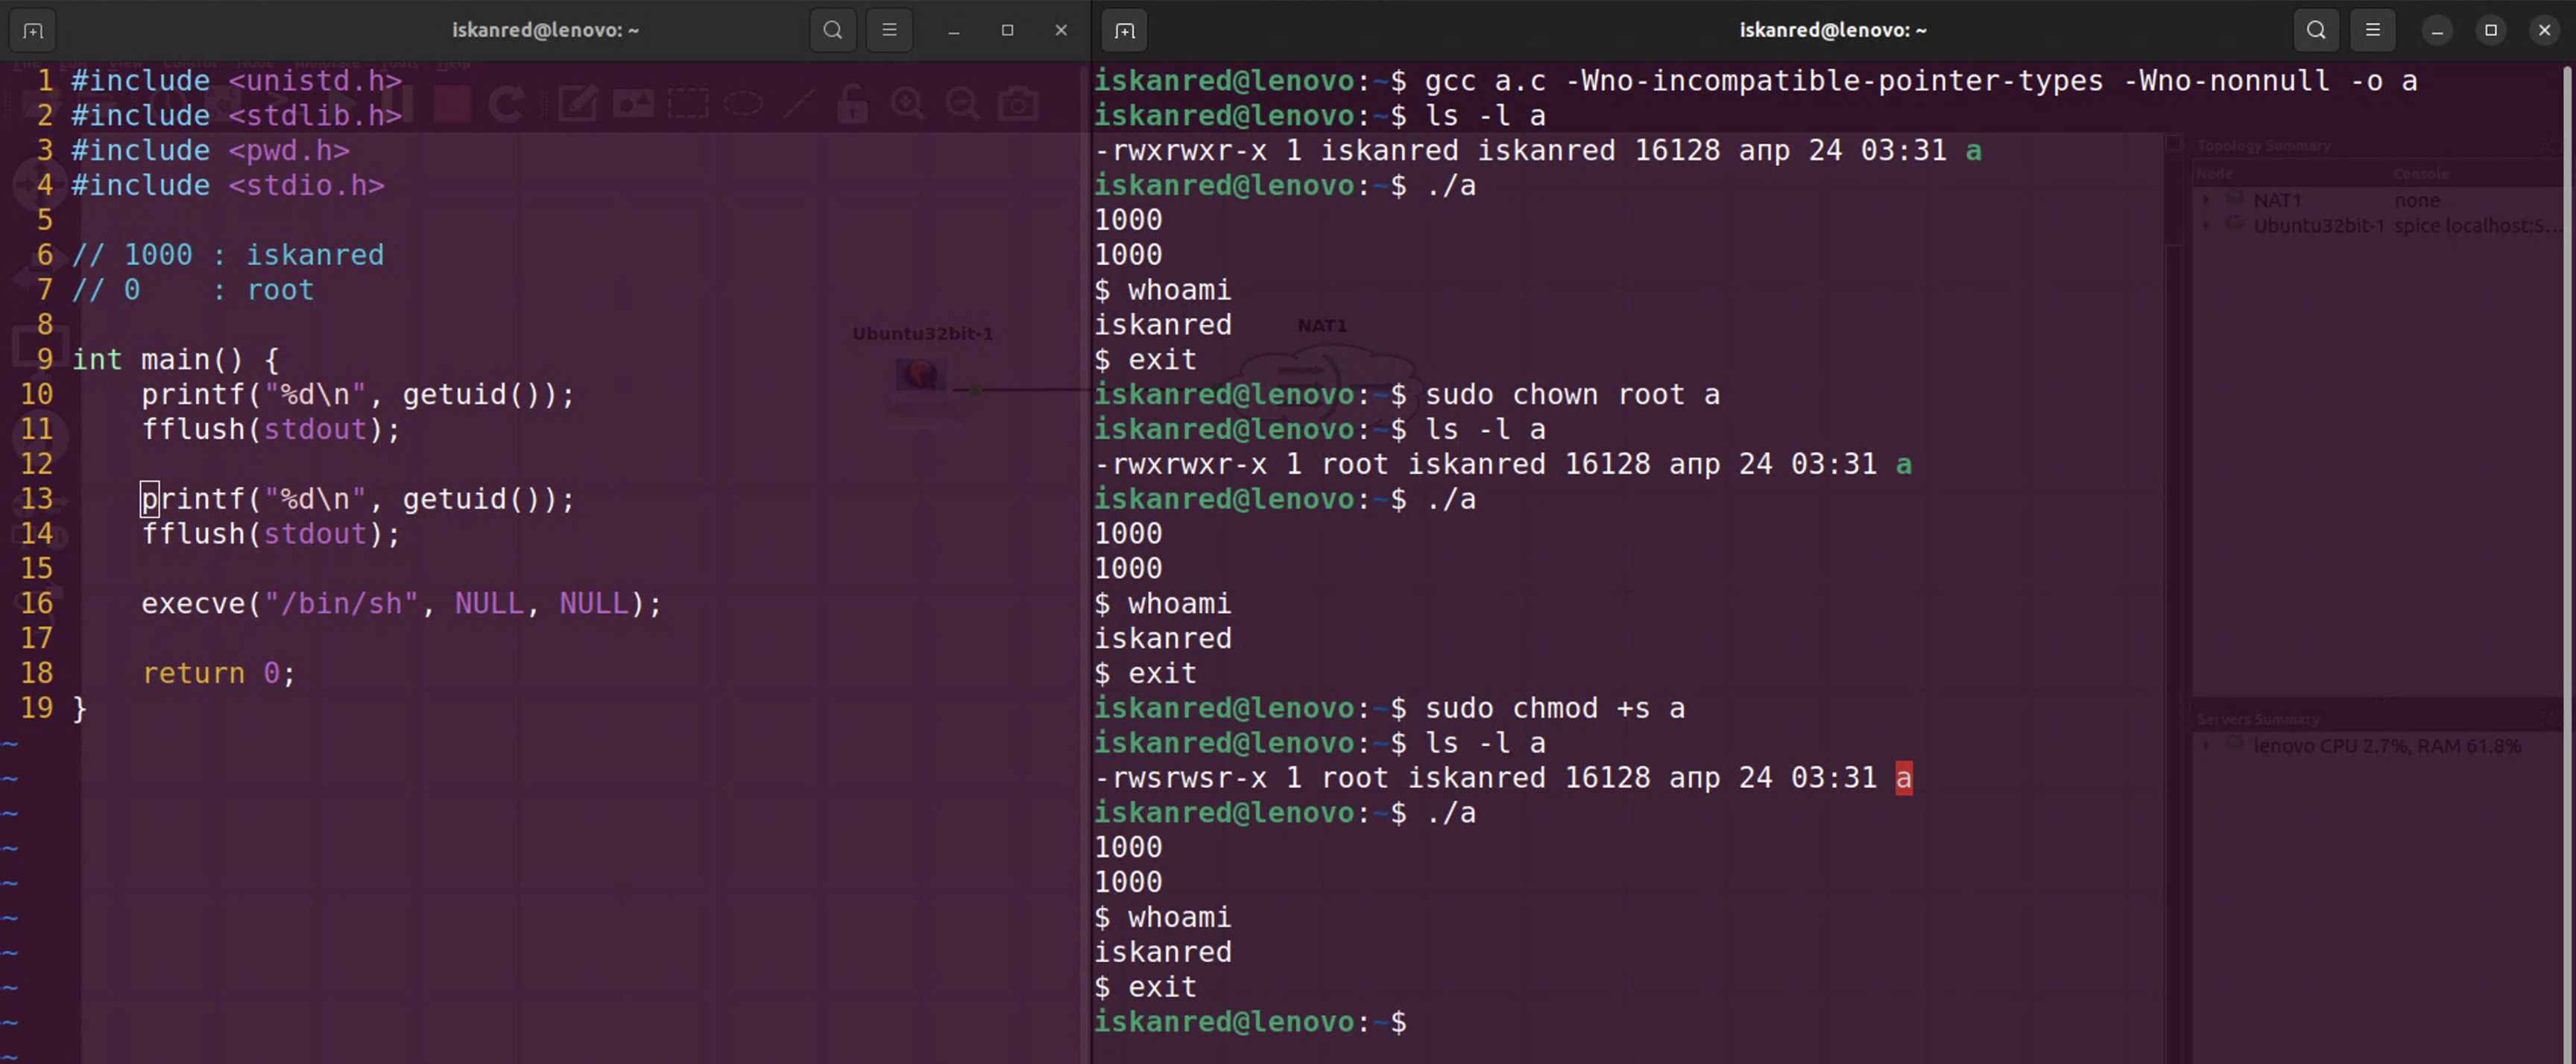 iskanred@lenovo: ~
1 #include <unistd.h>
2 #include <stdlib.h>
3 #include <pwd.h>
4 #include <stdio.h>
5
6 // 1000 : iskanred
7 // 0    : root
8
9 int main() {
10     printf("%d\n", getuid());
11     fflush(stdout);
12
13     printf("%d\n", getuid());
14     fflush(stdout);
15
16     execve("/bin/sh", NULL, NULL);
17
18     return 0;
19 }
~
~
~
~
~
~
~
~
~
~
Ubuntu32bit-1
iskanred@lenovo: ~
iskanred@lenovo:~$ gcc a.c -Wno-incompatible-pointer-types -Wno-nonnull -o a
iskanred@lenovo:~$ ls -l a
-rwxrwxr-x 1 iskanred iskanred 16128 апр 24 03:31 a
iskanred@lenovo:~$ ./a
1000
1000
$ whoami
iskanred
$ exit
iskanred@lenovo:~$ sudo chown root a
iskanred@lenovo:~$ ls -l a
-rwxrwxr-x 1 root iskanred 16128 апр 24 03:31 a
iskanred@lenovo:~$ ./a
1000
1000
$ whoami
iskanred
$ exit
iskanred@lenovo:~$ sudo chmod +s a
iskanred@lenovo:~$ ls -l a
-rwsrwsr-x 1 root iskanred 16128 апр 24 03:31 a
iskanred@lenovo:~$ ./a
1000
1000
$ whoami
iskanred
$ exit
iskanred@lenovo:~$
NAT1
Topology Summary
Node Console
NAT1 none
Ubuntu32bit-1 spice localhost:5...
Servers Summary
lenovo CPU 2.7%, RAM 61.8%